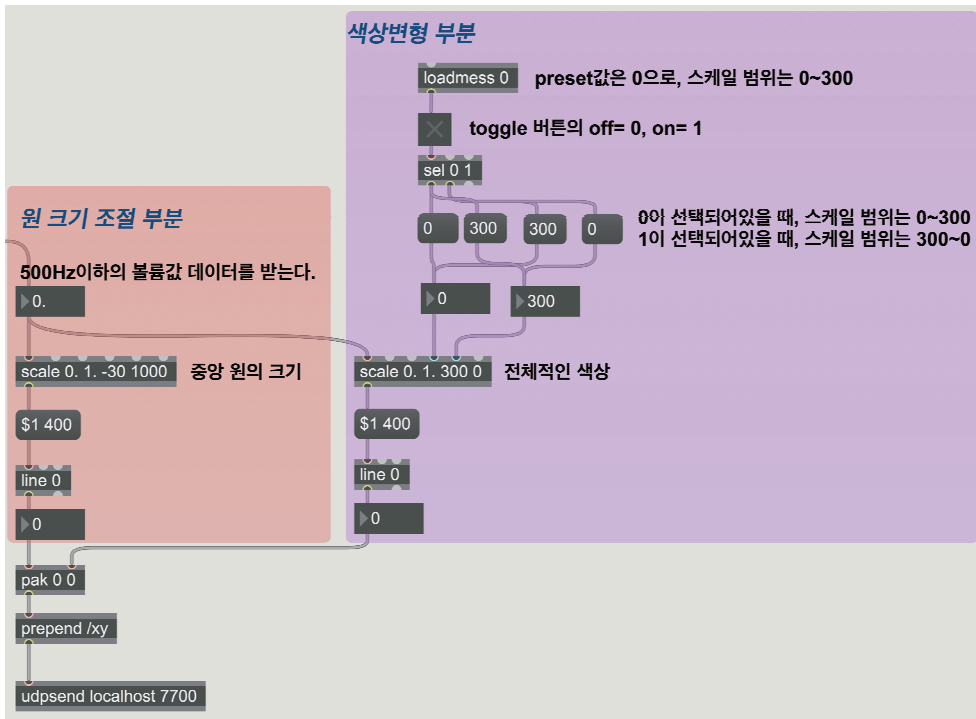 색상변형 부분
loadmess 0
preset값은 0으로, 스케일 범위는 0~300
toggle 버튼의 off= 0, on= 1
sel 0 1
0
300
300
0
0이 선택되어있을 때, 스케일 범위는 0~300
1이 선택되어있을 때, 스케일 범위는 300~0
0
300
scale 0. 1. 300 0
전체적인 색상
$1 400
line 0
0
원 크기 조절 부분
500Hz이하의 볼륨값 데이터를 받는다.
0.
scale 0. 1. -30 1000
중앙 원의 크기
$1 400
line 0
0
pak 0 0
prepend /xy
udpsend localhost 7700